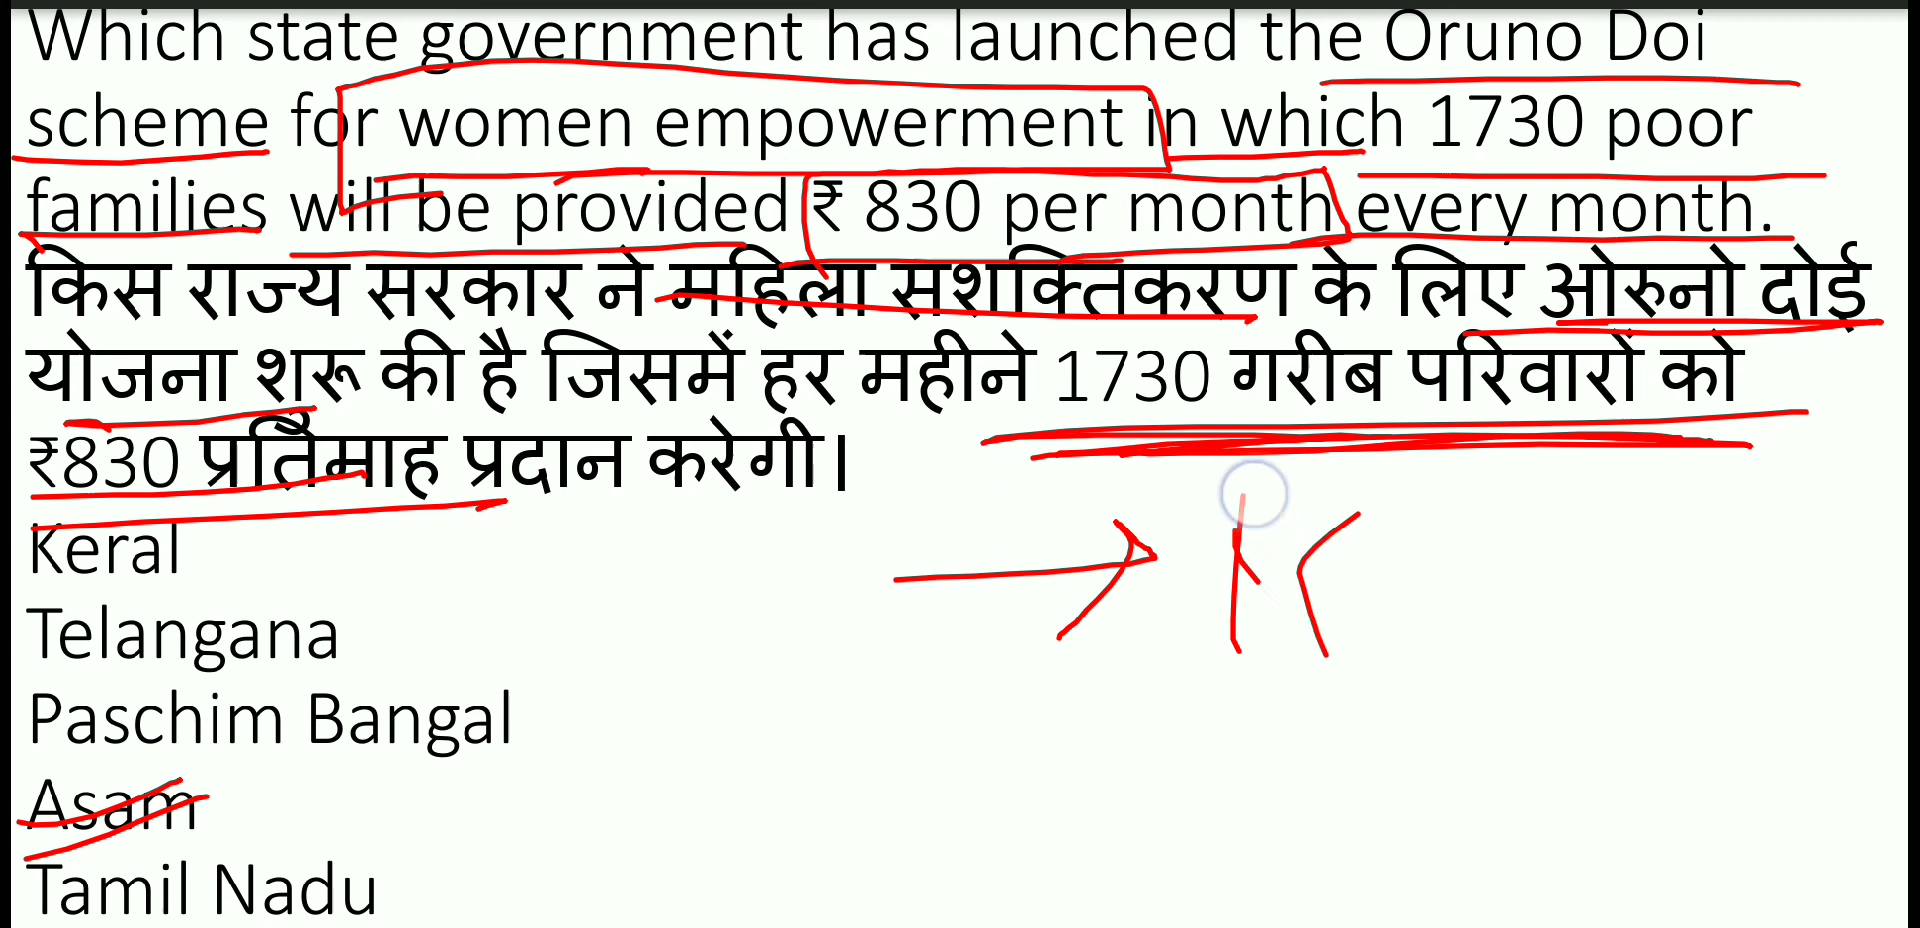 Which state government has launched the Oruno Doi
scheme for women empowerment in which 1730 poor
families will be provided ₹ 830 per month every month.
किस राज्य सरकार ने महिला सशक्तिकरण के लिए ओरुनो दोई
योजना शुरू की है जिसमें हर महीने 1730 गरीब परिवारों को
₹830 प्रतिमाह प्रदान करेगी।
Keral
Telangana
Paschim Bangal
Asam
Tamil Nadu